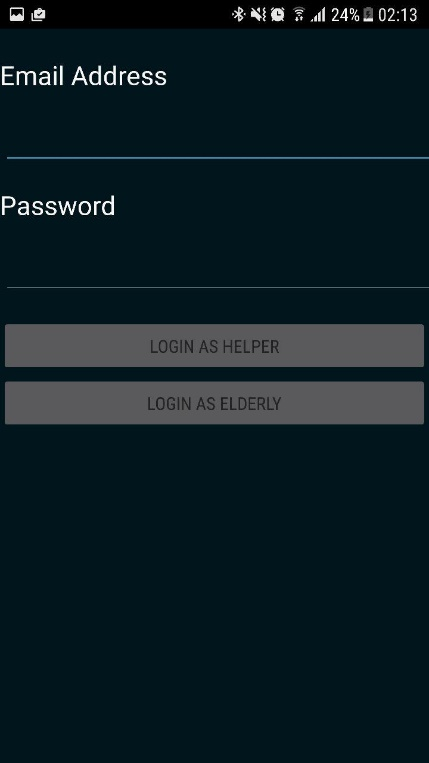 24% 02:13
Email Address
Password
LOGIN AS HELPER
LOGIN AS ELDERLY